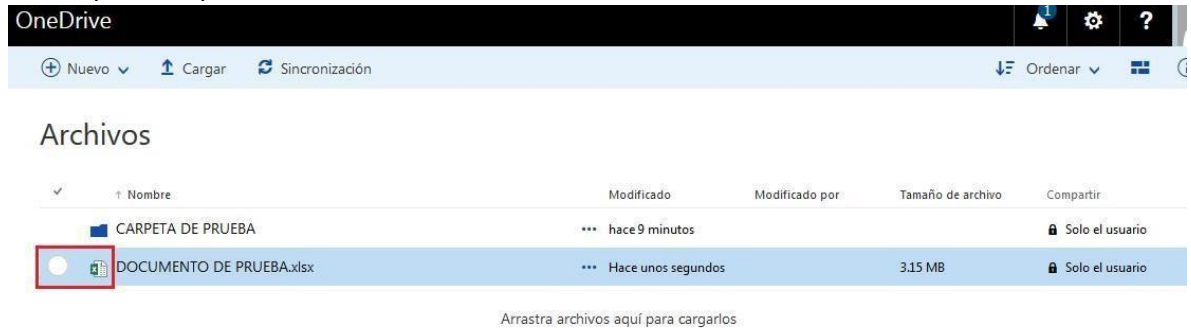 OneDrive 1 ?
Nuevo Cargar Sincronización Ordenar
Archivos
Nombre Modificado Modificado por Tamaño de archivo Compartir
CARPETA DE PRUEBA ... hace 9 minutos Solo el usuario
DOCUMENTO DE PRUEBA.xlsx ... Hace unos segundos 3.15 MB Solo el usuario
Arrastra archivos aquí para cargarlos